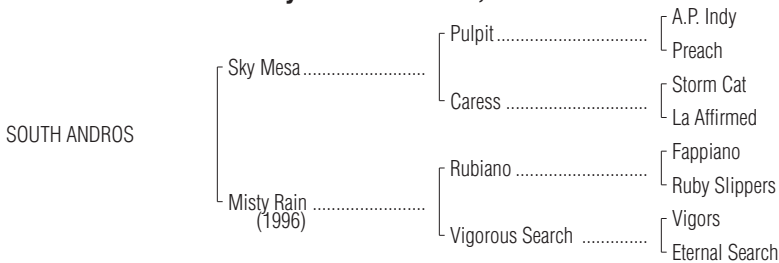 A.P. Indy
Pulpit
Preach
Sky Mesa
Storm Cat
Caress
La Affirmed
SOUTH ANDROS
Fappiano
Rubiano
Ruby Slippers
Misty Rain
(1996)
Vigors
Vigorous Search
Eternal Search